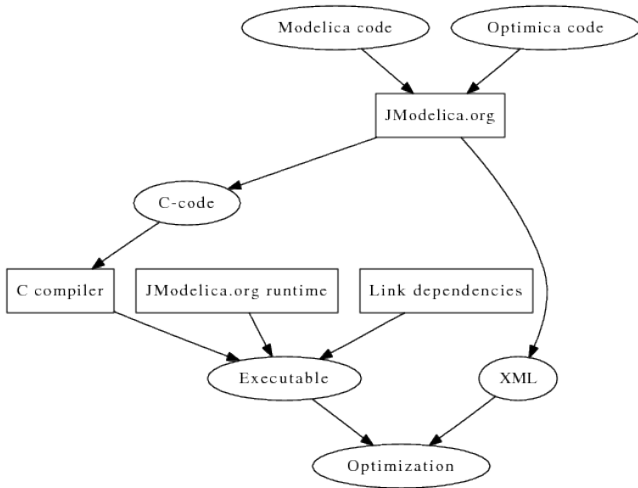 Modelica code
Optimica code
JModelica.org
C-code
C compiler
JModelica.org runtime
Link dependencies
Executable
XML
Optimization